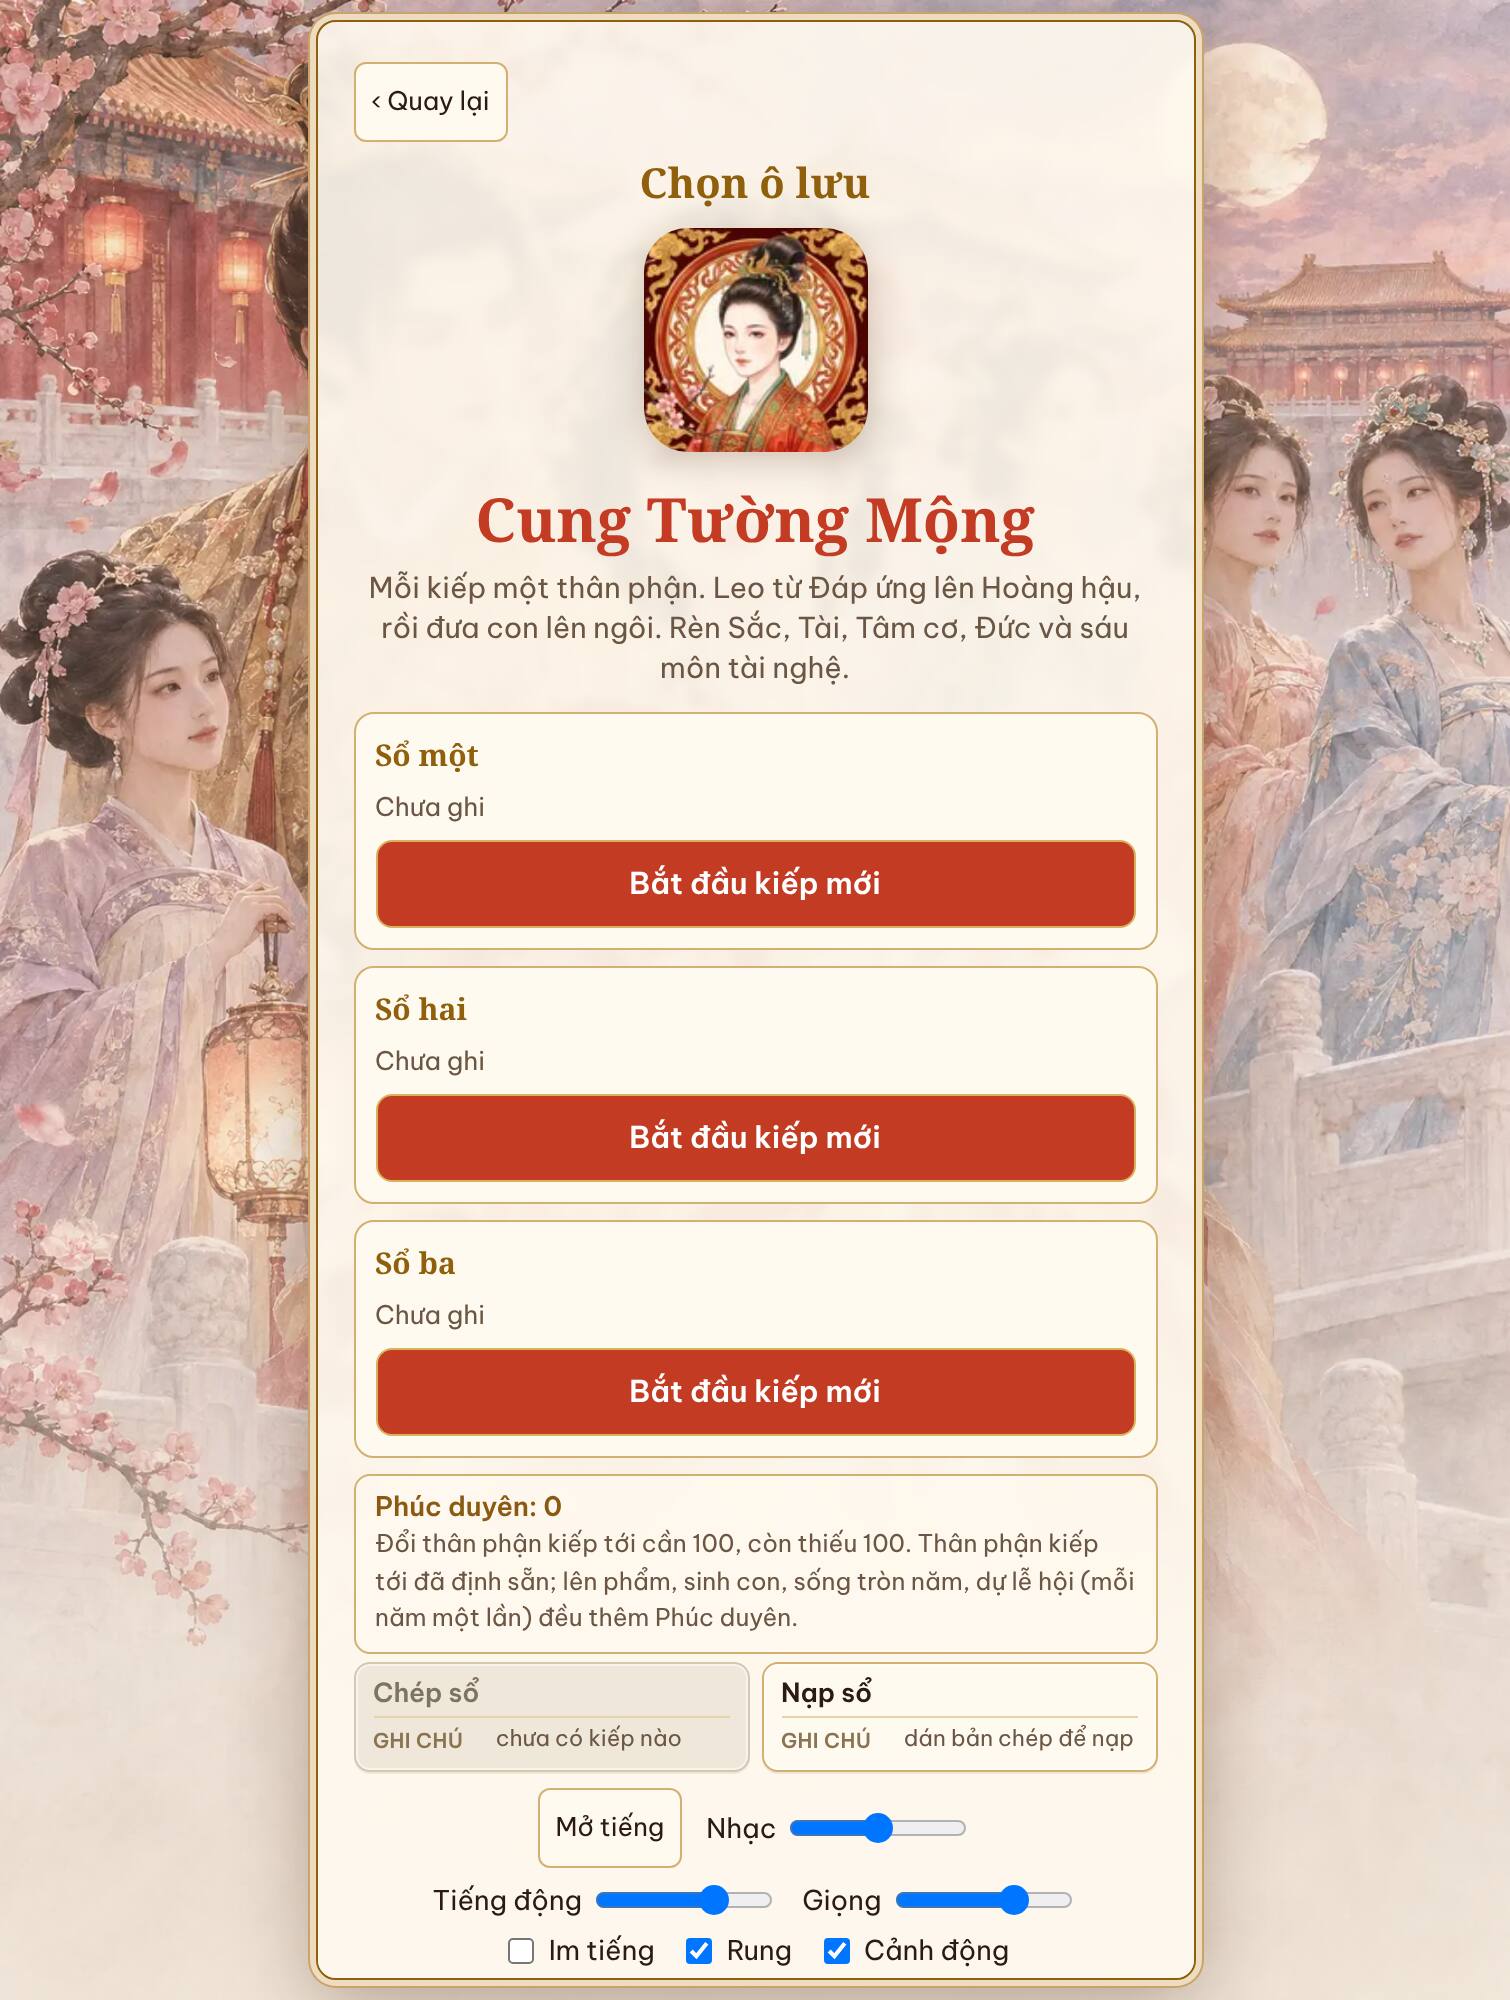 ‹ Quay lại
Chọn ô lưu
Cung Tường Mộng
Mỗi kiếp một thân phận. Leo từ Đáp ứng lên Hoàng hậu,
rồi đưa con lên ngôi. Rèn Sắc, Tài, Tâm cơ, Đức và sáu
môn tài nghệ.
Sổ một
Chưa ghi
Bắt đầu kiếp mới
Sổ hai
Chưa ghi
Bắt đầu kiếp mới
Sổ ba
Chưa ghi
Bắt đầu kiếp mới
Phúc duyên: 0
Đổi thân phận kiếp tới cần 100, còn thiếu 100. Thân phận kiếp
tới đã định sẵn; lên phẩm, sinh con, sống tròn năm, dự lễ hội (mỗi
năm một lần) đều thêm Phúc duyên.
Chép sổ
GHI CHÚ chưa có kiếp nào
Nạp sổ
GHI CHÚ dán bản chép để nạp
Mở tiếng Nhạc
Tiếng động Giọng
Im tiếng Rung Cảnh động